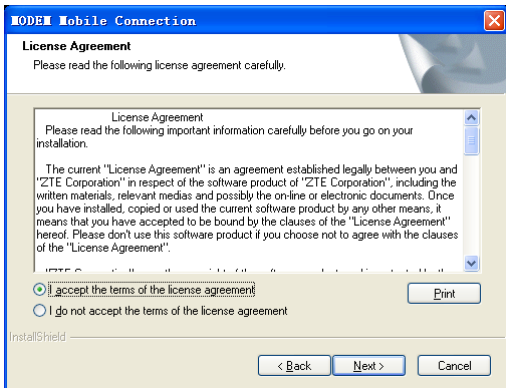 MODEM Mobile Connection
License Agreement
Please read the following license agreement carefully.
License Agreement
Please read the following important information carefully before you go on your
installation.
The current "License Agreement" is an agreement established legally between you and
"ZTE Corporation" in respect of the software product of "ZTE Corporation", including the
written materials, relevant medias and possibly the on-line or electronic documents. Once
you have installed, copied or used the current software product by any other means, it
means that you have accepted to be bound by the clauses of the "License Agreement"
hereof. Please don't use this software product if you choose not to agree with the clauses
of the "License Agreement".
I accept the terms of the license agreement
Print
I do not accept the terms of the license agreement
InstallShield
< Back
Next >
Cancel